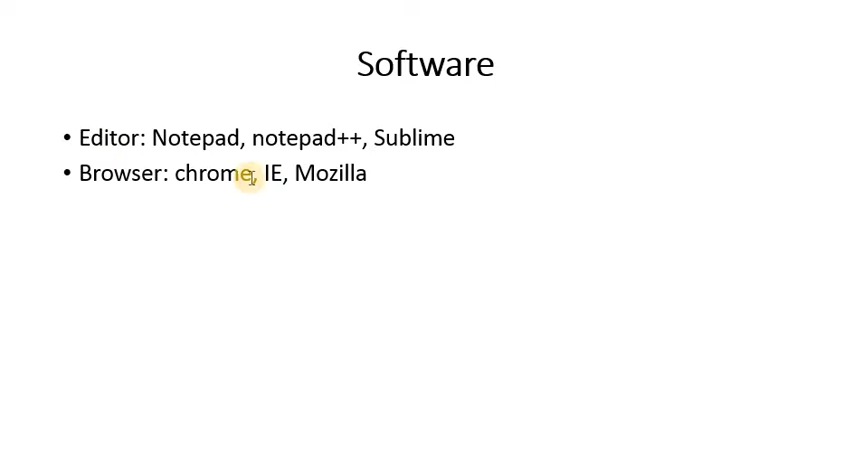 Software
• Editor: Notepad, notepad++, Sublime
• Browser: chrome, IE, Mozilla